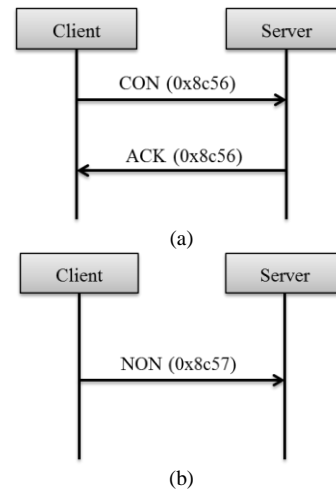 Client Server
CON (0x8c56)
ACK (0x8c56)
(a)
Client Server
NON (0x8c57)
(b)